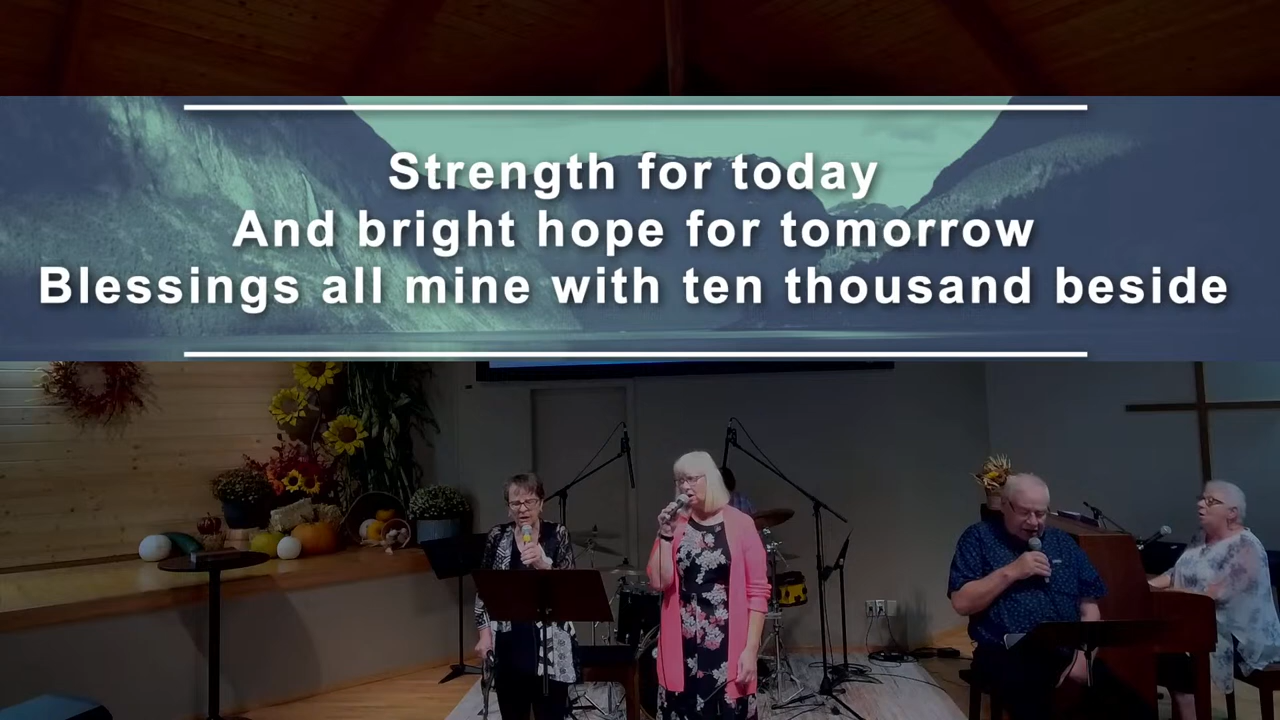 Strength for today
And bright hope for tomorrow
Blessings all mine with ten thousand beside